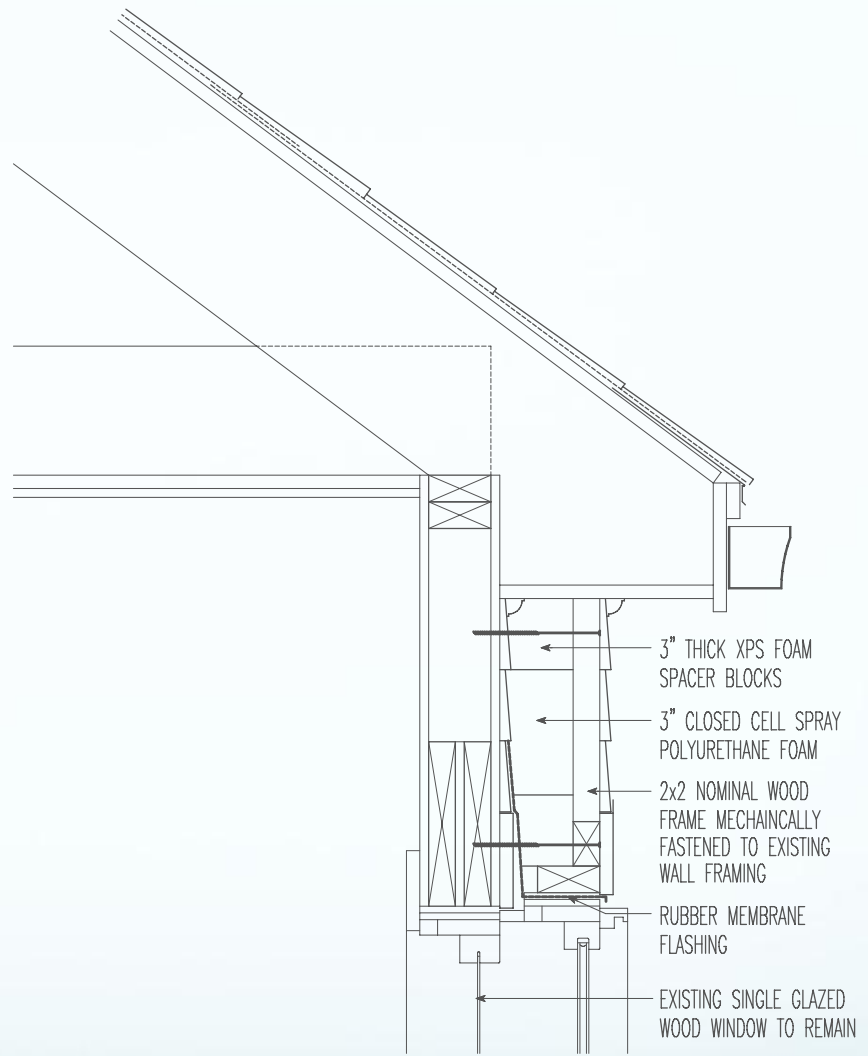 3" THICK XPS FOAM
SPACER BLOCKS
3" CLOSED CELL SPRAY
POLYURETHANE FOAM
2x2 NOMINAL WOOD
FRAME MECHAINCALLY
FASTENED TO EXISTING
WALL FRAMING
RUBBER MEMBRANE
FLASHING
EXISTING SINGLE GLAZED
WOOD WINDOW TO REMAIN